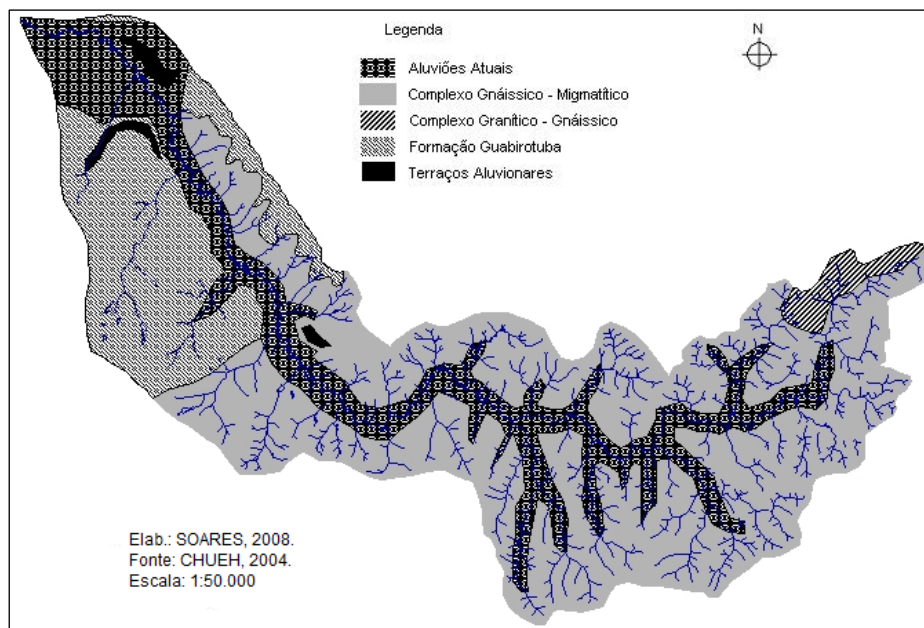 Legenda
N
Aluviões Atuais
Complexo Gnáissico - Migmatítico
Complexo Granítico - Gnáissico
Formação Guabirotuba
Terraços Aluvionares
Elab.: SOARES, 2008.
Fonte: CHUEH, 2004.
Escala: 1:50.000